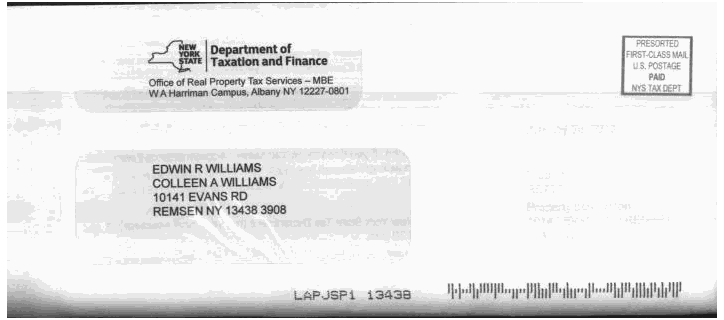 NEW
YORK
STATE
Department of
Taxation and Finance
Office of Real Property Tax Services – MBE
W A Harriman Campus, Albany NY 12227-0801
PRESORTED
FIRST-CLASS MAIL
U.S. POSTAGE
PAID
NYS TAX DEPT
EDWIN R WILLIAMS
COLLEEN A WILLIAMS
10141 EVANS RD
REMSEN NY 13438 3908
LAPJSP1 13438